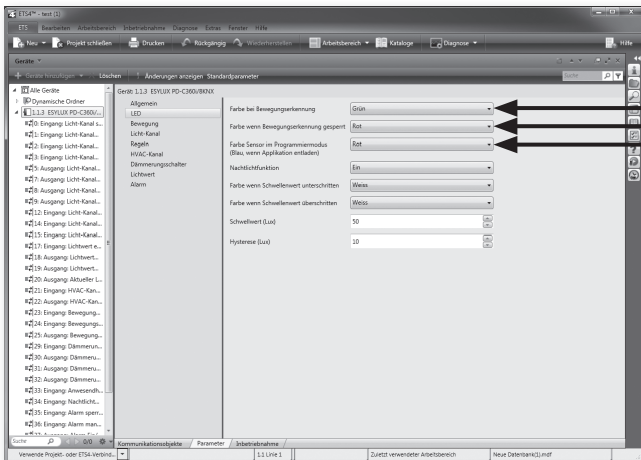 ETS4™ - test (1)
ETS Bearbeiten Arbeitsbereich Inbetriebnahme Diagnose Extras Fenster Hilfe
Neu Projekt schließen Drucken Rückgängig Wiederherstellen Arbeitsbereich Kataloge Diagnose Hilfe
Geräte
Geräte hinzufügen Löschen Änderungen anzeigen Standardparameter Suche
Alle Geräte
Dynamische Ordner
1.1.3 ESYLUX PD-C360i/...
0: Eingang: Licht-Kanal s...
1: Eingang: Licht-Kanal...
2: Eingang: Licht-Kanal...
3: Eingang: Licht-Kanal...
5: Ausgang: Licht-Kanal...
7: Ausgang: Licht-Kanal...
8: Ausgang: Licht-Kanal...
9: Ausgang: Licht-Kanal...
12: Eingang: Licht-Kanal...
14: Eingang: Licht-Kanal...
15: Eingang: Licht-Kanal...
17: Eingang: Lichtwert e...
18: Ausgang: Lichtwert...
19: Ausgang: Lichtwert...
20: Ausgang: Aktueller L...
21: Eingang: HVAC-Kan...
22: Ausgang: HVAC-Kan...
23: Eingang: Bewegung...
24: Eingang: Bewegungs...
25: Ausgang: Bewegung...
29: Eingang: Dämmerun...
30: Ausgang: Dämmeru...
31: Ausgang: Dämmeru...
32: Ausgang: Dämmeru...
33: Eingang: Anwesendh...
34: Eingang: Nachtlicht...
35: Eingang: Alarm sperr...
36: Eingang: Alarm man...
Suche 0/0
Gerät: 1.1.3 ESYLUX PD-C360i/8KNX
Allgemein
LED
Bewegung
Licht-Kanal
Regeln
HVAC-Kanal
Dämmerungsschalter
Lichtwert
Alarm
Farbe bei Bewegungserkennung Grün
Farbe wenn Bewegungserkennung gesperrt Rot
Farbe Sensor im Programmiermodus Rot
(Blau, wenn Applikation entladen)
Nachtlichtfunktion Ein
Farbe wenn Schwellenwert unterschritten Weiss
Farbe wenn Schwellenwert überschritten Weiss
Schwellwert (Lux) 50
Hysterese (Lux) 10
Kommunikationsobjekte Parameter Inbetriebnahme
Verwende Projekt- oder ETS4-Verbind... 1.1 Linie 1 Zuletzt verwendeter Arbeitsbereich Neue Datenbank(1).mdf